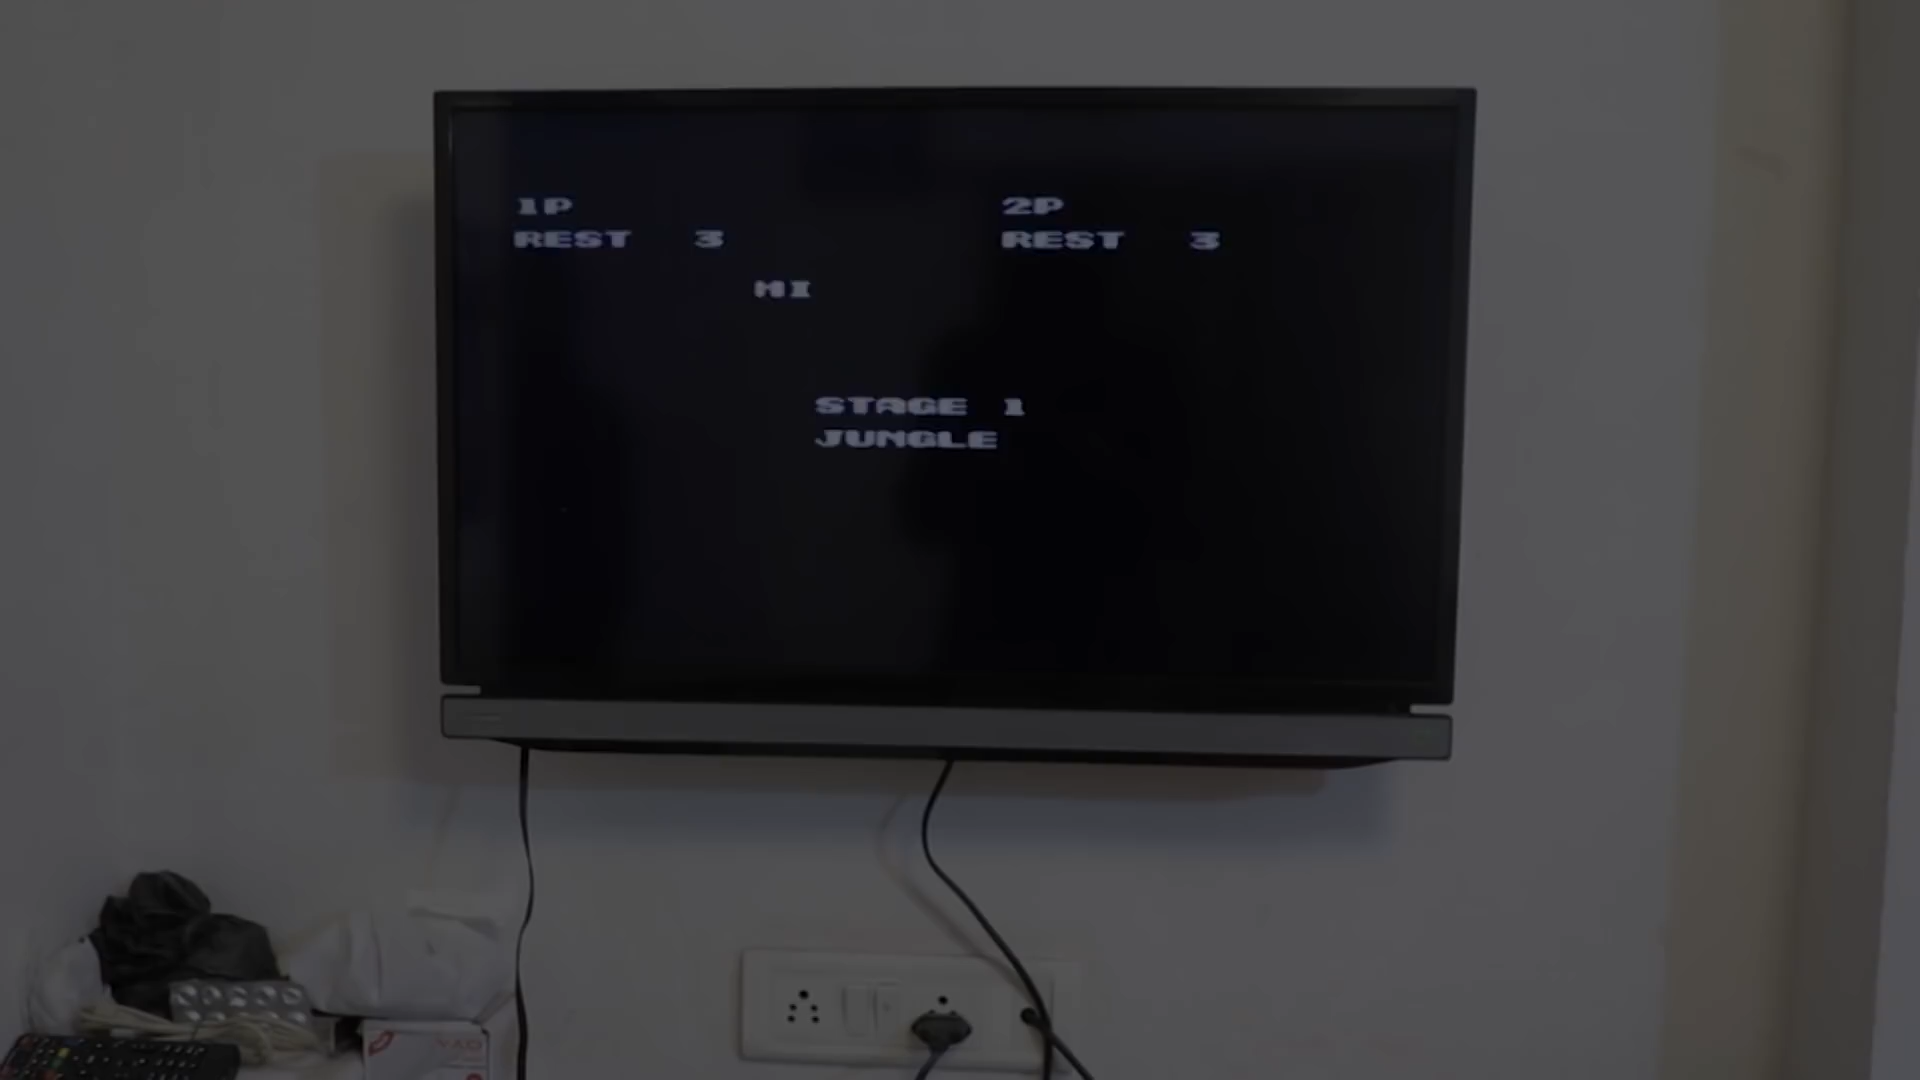 1P
REST 3
2P
REST 3
HI
STAGE 1
JUNGLE